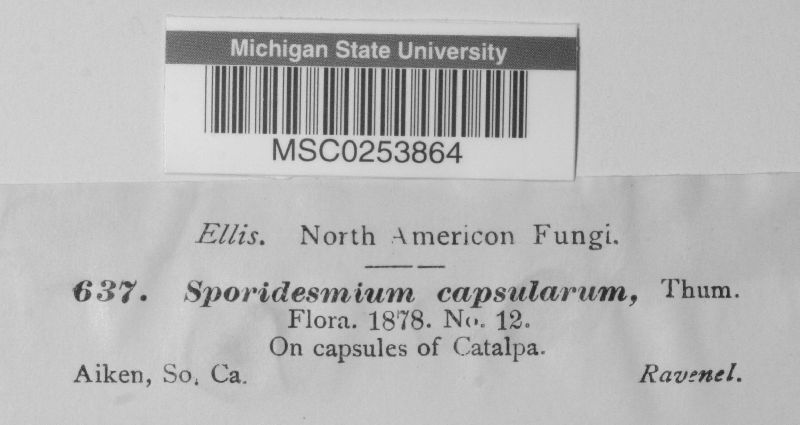 Michigan State University
MSC0253864
Ellis. North American Fungi.
637. Sporidesmium capsularum, Thum.
Flora. 1878. No. 12.
On capsules of Catalpa.
Aiken, So. Ca.
Ravenel.